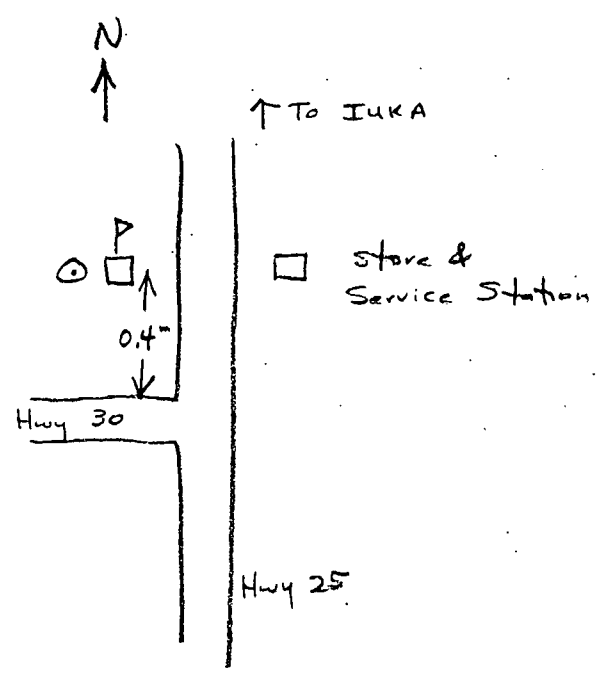 N
↑ To IUKA
Store &
Service Station
0.4 m
Hwy 30
Hwy 25